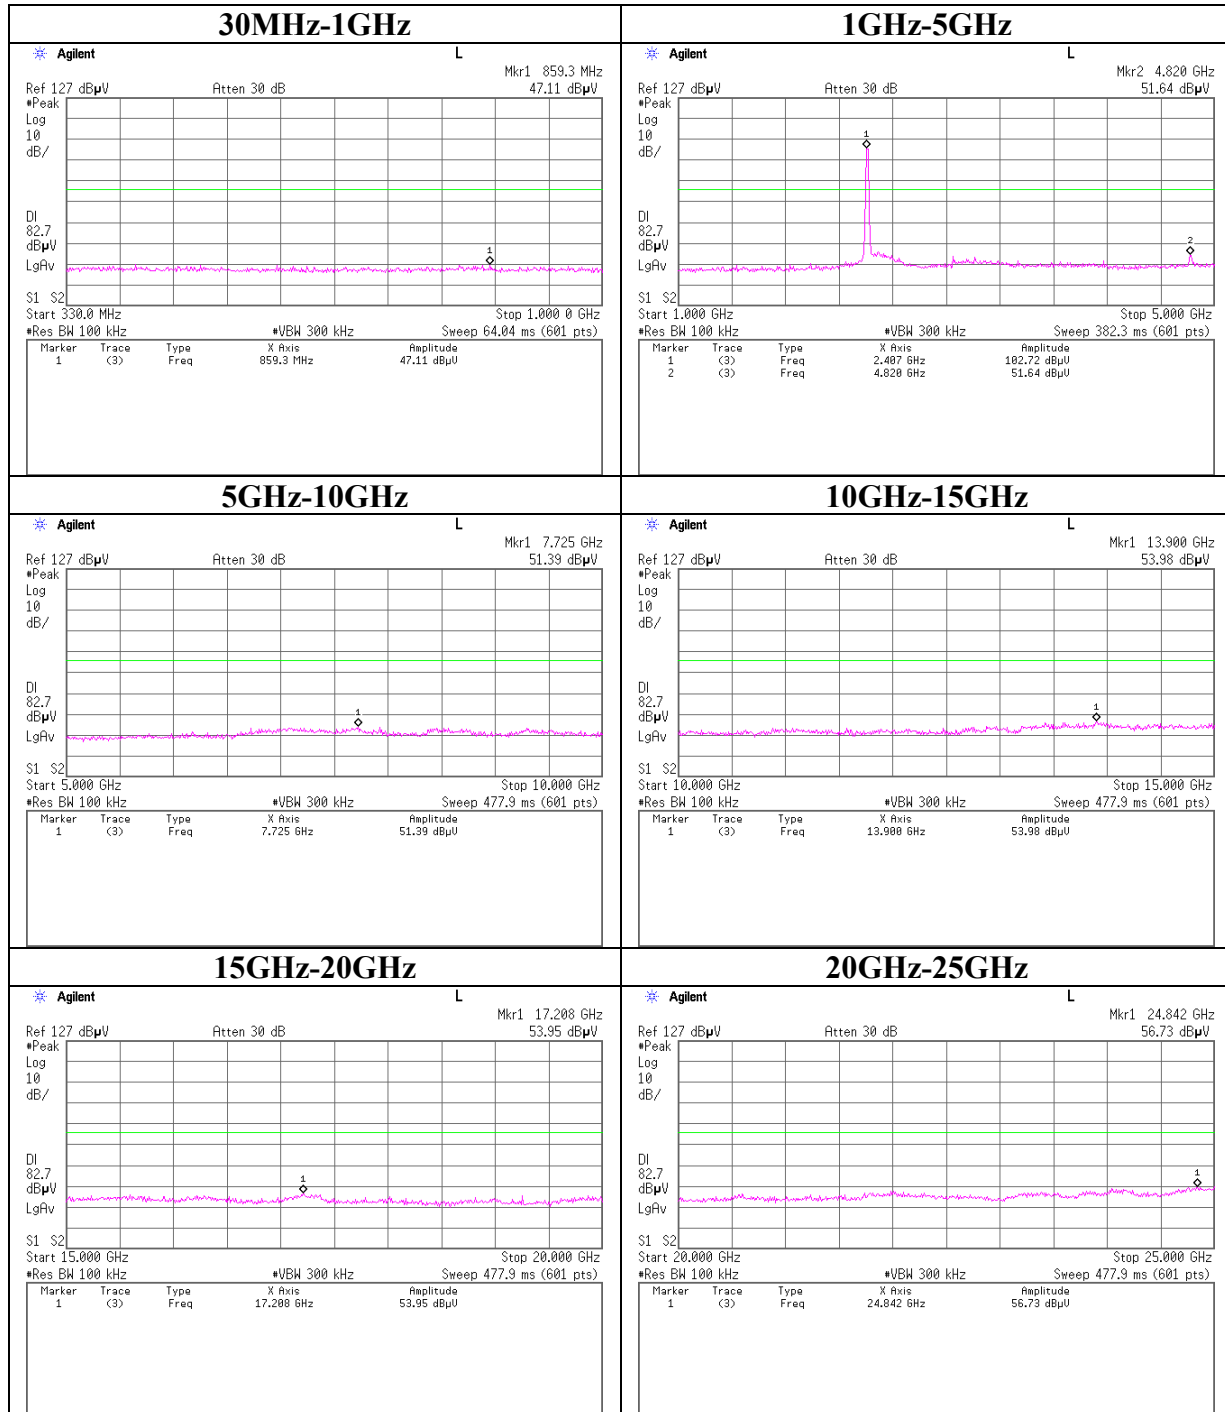 30MHz-1GHz
Agilent
L
Mkr1 859.3 MHz
Ref 127 dBµV
Atten 30 dB
47.11 dBµV
#Peak
Log
10
dB/
1
DI
82.7
dBµV
LgAv
S1 S2
Start 330.0 MHz
Stop 1.000 0 GHz
#Res BW 100 kHz
#VBW 300 kHz
Sweep 64.04 ms (601 pts)
Marker Trace Type X Axis Amplitude
1 (3) Freq 859.3 MHz 47.11 dBµV
1GHz-5GHz
Agilent
L
Mkr2 4.820 GHz
Ref 127 dBµV
Atten 30 dB
51.64 dBµV
#Peak
Log
10
dB/
1
DI
82.7
dBµV
2
LgAv
S1 S2
Start 1.000 GHz
Stop 5.000 GHz
#Res BW 100 kHz
#VBW 300 kHz
Sweep 382.3 ms (601 pts)
Marker Trace Type X Axis Amplitude
1 (3) Freq 2.407 GHz 102.72 dBµV
2 (3) Freq 4.820 GHz 51.64 dBµV
5GHz-10GHz
Agilent
L
Mkr1 7.725 GHz
Ref 127 dBµV
Atten 30 dB
51.39 dBµV
#Peak
Log
10
dB/
DI
82.7
dBµV
1
LgAv
S1 S2
Start 5.000 GHz
Stop 10.000 GHz
#Res BW 100 kHz
#VBW 300 kHz
Sweep 477.9 ms (601 pts)
Marker Trace Type X Axis Amplitude
1 (3) Freq 7.725 GHz 51.39 dBµV
10GHz-15GHz
Agilent
L
Mkr1 13.900 GHz
Ref 127 dBµV
Atten 30 dB
53.98 dBµV
#Peak
Log
10
dB/
DI
82.7
dBµV
1
LgAv
S1 S2
Start 10.000 GHz
Stop 15.000 GHz
#Res BW 100 kHz
#VBW 300 kHz
Sweep 477.9 ms (601 pts)
Marker Trace Type X Axis Amplitude
1 (3) Freq 13.900 GHz 53.98 dBµV
15GHz-20GHz
Agilent
L
Mkr1 17.208 GHz
Ref 127 dBµV
Atten 30 dB
53.95 dBµV
#Peak
Log
10
dB/
DI
82.7
1
dBµV
LgAv
S1 S2
Start 15.000 GHz
Stop 20.000 GHz
#Res BW 100 kHz
#VBW 300 kHz
Sweep 477.9 ms (601 pts)
Marker Trace Type X Axis Amplitude
1 (3) Freq 17.208 GHz 53.95 dBµV
20GHz-25GHz
Agilent
L
Mkr1 24.842 GHz
Ref 127 dBµV
Atten 30 dB
56.73 dBµV
#Peak
Log
10
dB/
DI
82.7
1
dBµV
LgAv
S1 S2
Start 20.000 GHz
Stop 25.000 GHz
#Res BW 100 kHz
#VBW 300 kHz
Sweep 477.9 ms (601 pts)
Marker Trace Type X Axis Amplitude
1 (3) Freq 24.842 GHz 56.73 dBµV